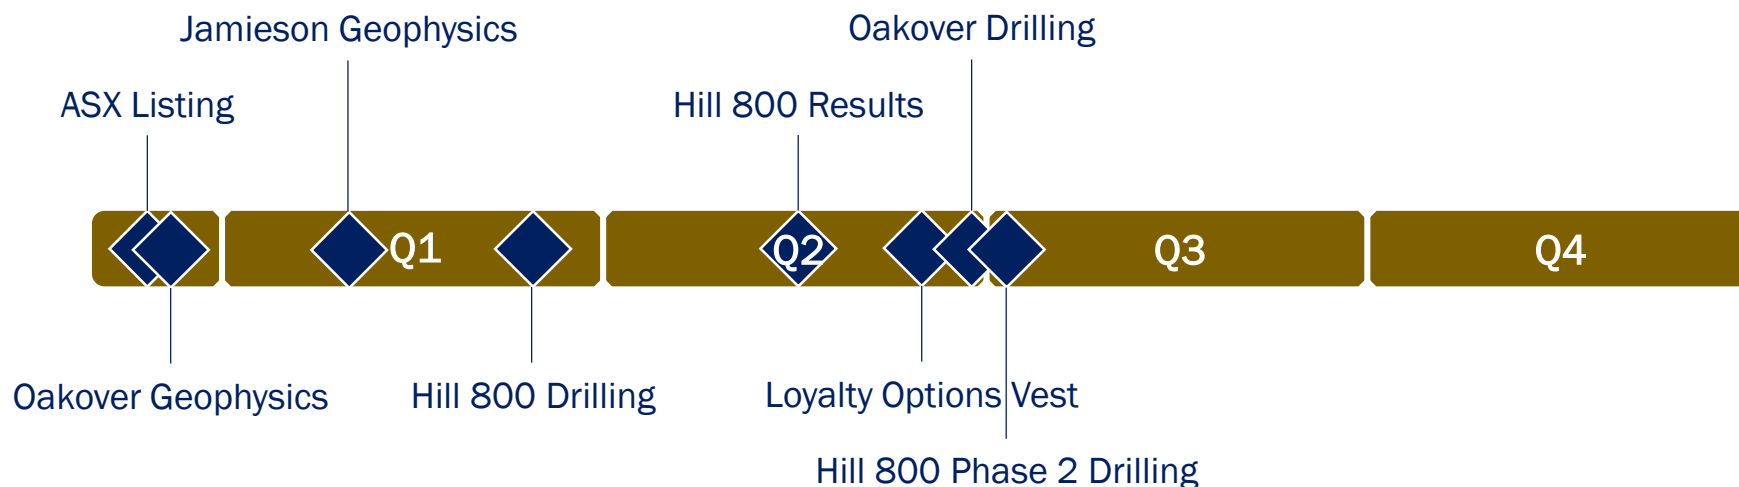 Jamieson Geophysics
Oakover Drilling
ASX Listing
Hill 800 Results
Q1
Q2
Q3
Q4
Oakover Geophysics
Hill 800 Drilling
Loyalty Options Vest
Hill 800 Phase 2 Drilling